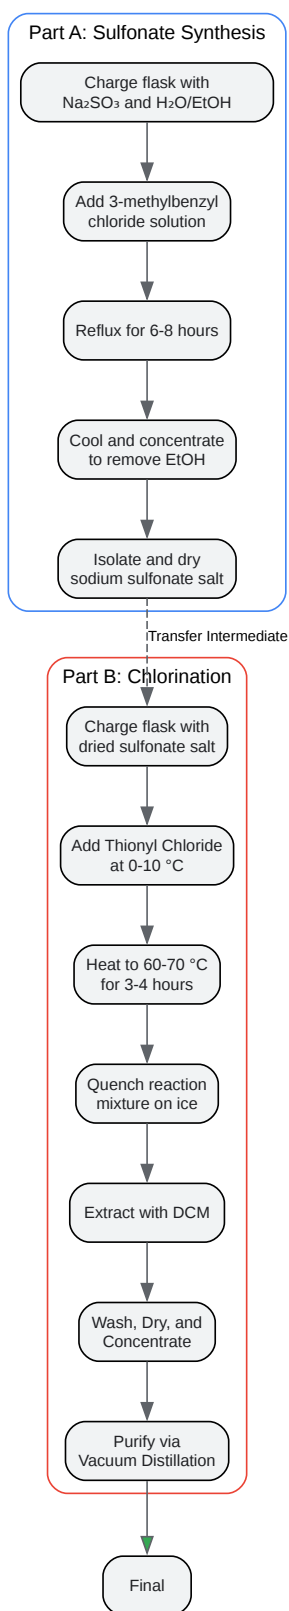 Part A: Sulfonate Synthesis
Charge flask with
Na₂SO₃ and H₂O/EtOH
Add 3-methylbenzyl
chloride solution
Reflux for 6-8 hours
Cool and concentrate
to remove EtOH
Isolate and dry
sodium sulfonate salt
Transfer Intermediate
Part B: Chlorination
Charge flask with
dried sulfonate salt
Add Thionyl Chloride
at 0-10 °C
Heat to 60-70 °C
for 3-4 hours
Quench reaction
mixture on ice
Extract with DCM
Wash, Dry, and
Concentrate
Purify via
Vacuum Distillation
Final